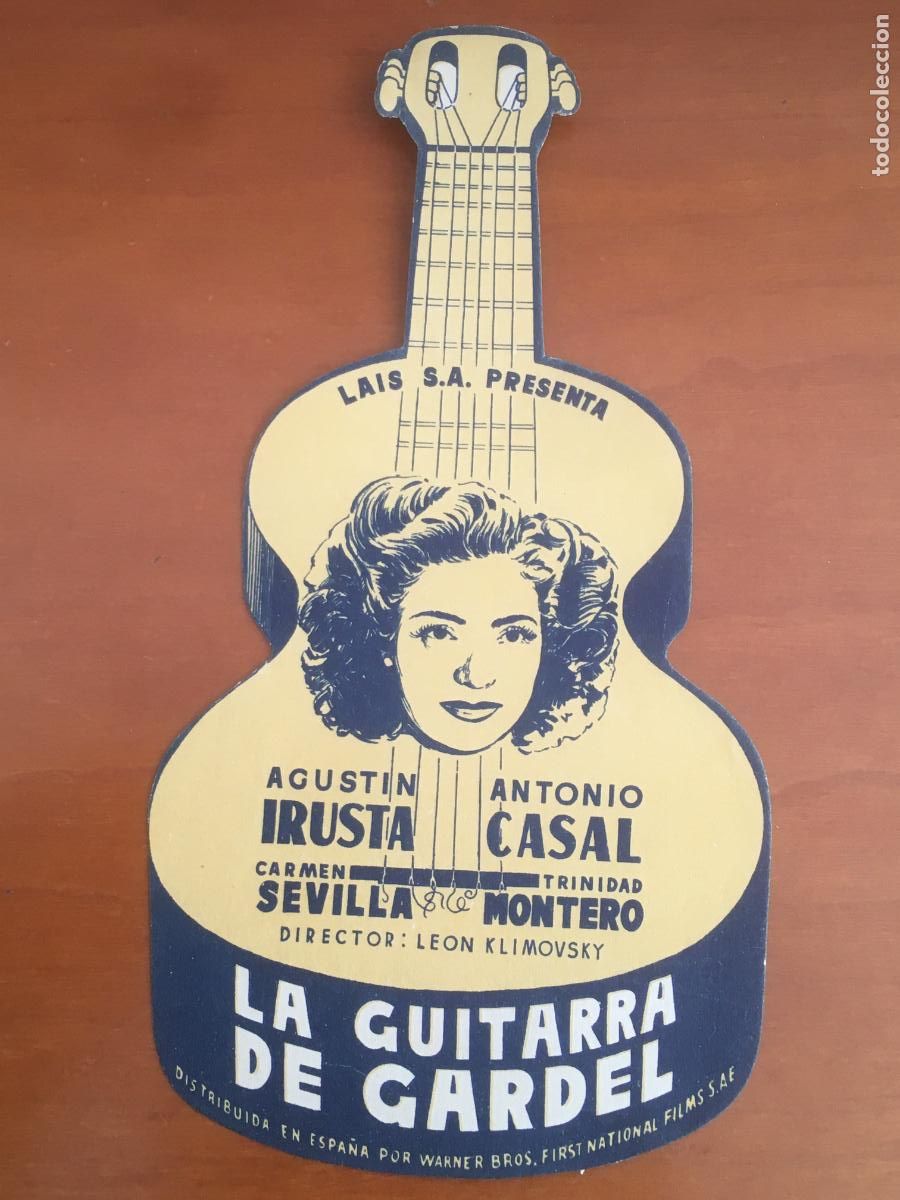 todocoleccion
LAIS S.A. PRESENTA
AGUSTIN
IRUSTA
ANTONIO
CASAL
CARMEN
SEVILLA
TRINIDAD
MONTERO
DIRECTOR: LEON KLIMOVSKY
LA GUITARRA
DE GARDEL
DISTRIBUIDA EN ESPAÑA POR WARNER BROS. FIRST NATIONAL FILMS S.AE